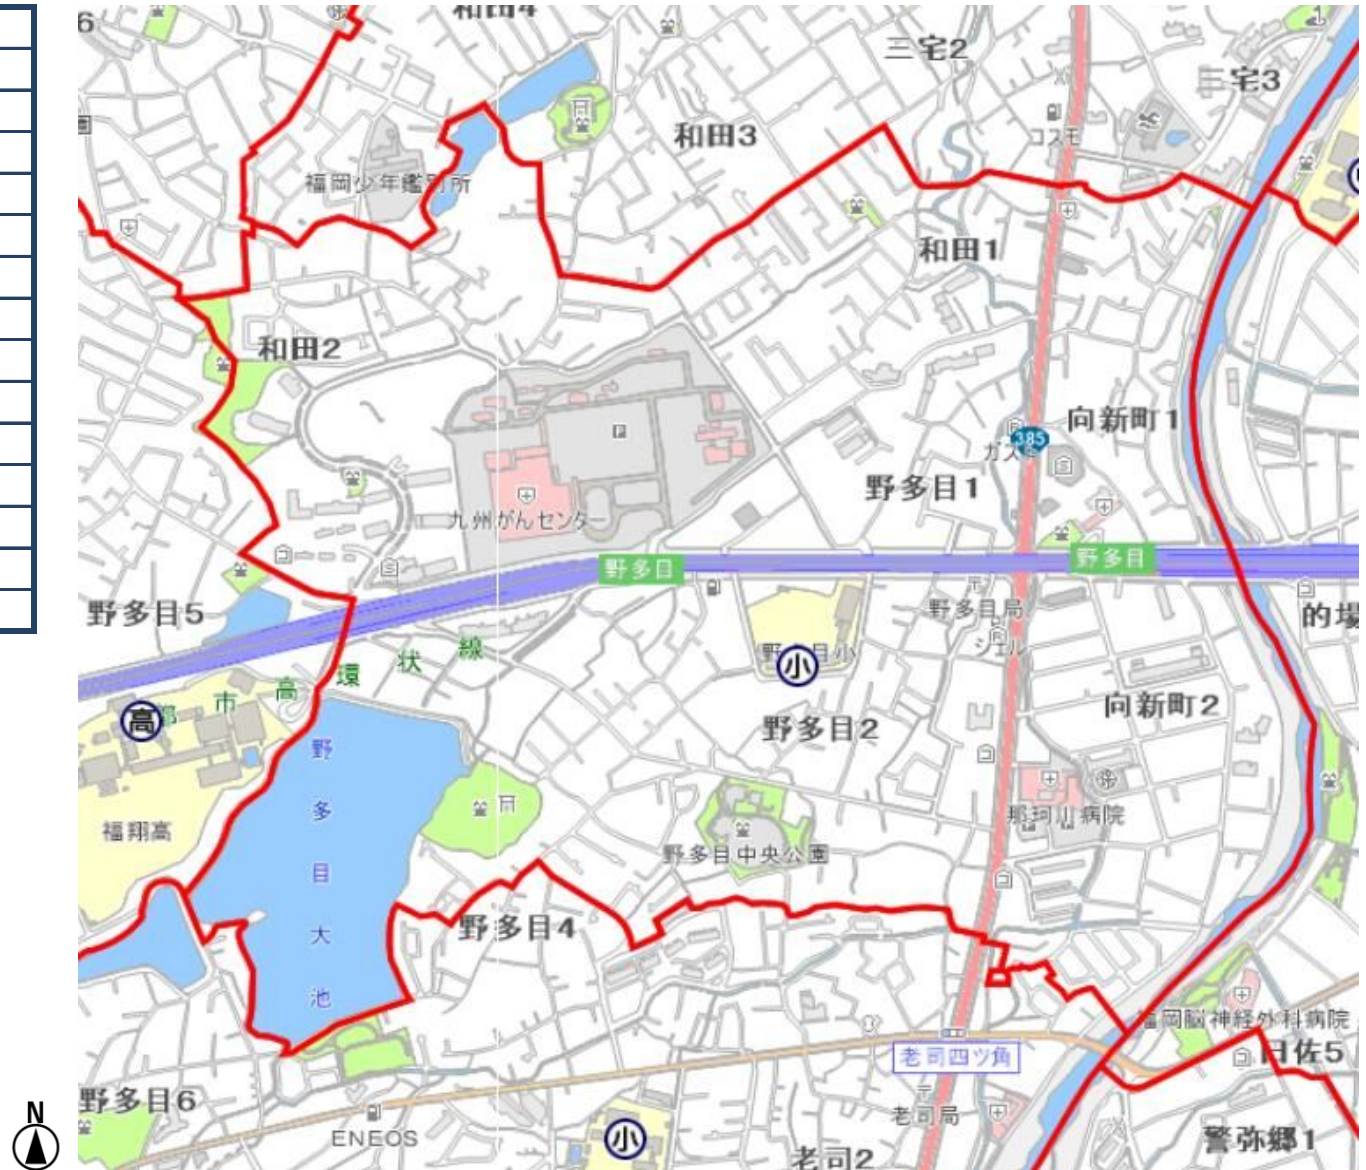 6
和田4
三宅2
三宅3
コスモ
和田3
福岡少年鑑別所
和田1
和田2
P
385
向新町1
ガス
野多目1
九州がんセンター
野多目
野多目
野多目5
野多目局
シェル
的場
小
都市高環状線
高
野多目2
向新町2
福翔高
野多目大池
那珂川病院
野多目中央公園
野多目4
福岡脳神経外科病院
日佐5
老司四ツ角
野多目6
老司局
N
ENEOS
小
老司2
警弥郷1